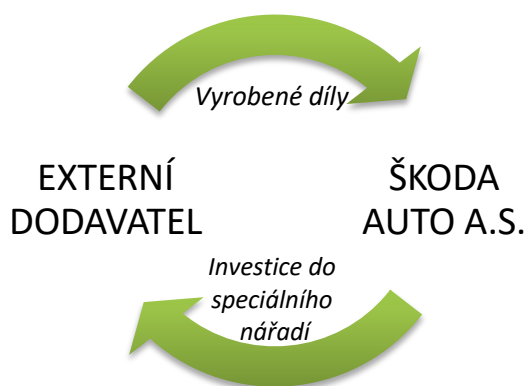 Vyrobené díly
EXTERNÍ
DODAVATEL
ŠKODA
AUTO A.S.
Investice do
speciálního
nářadí